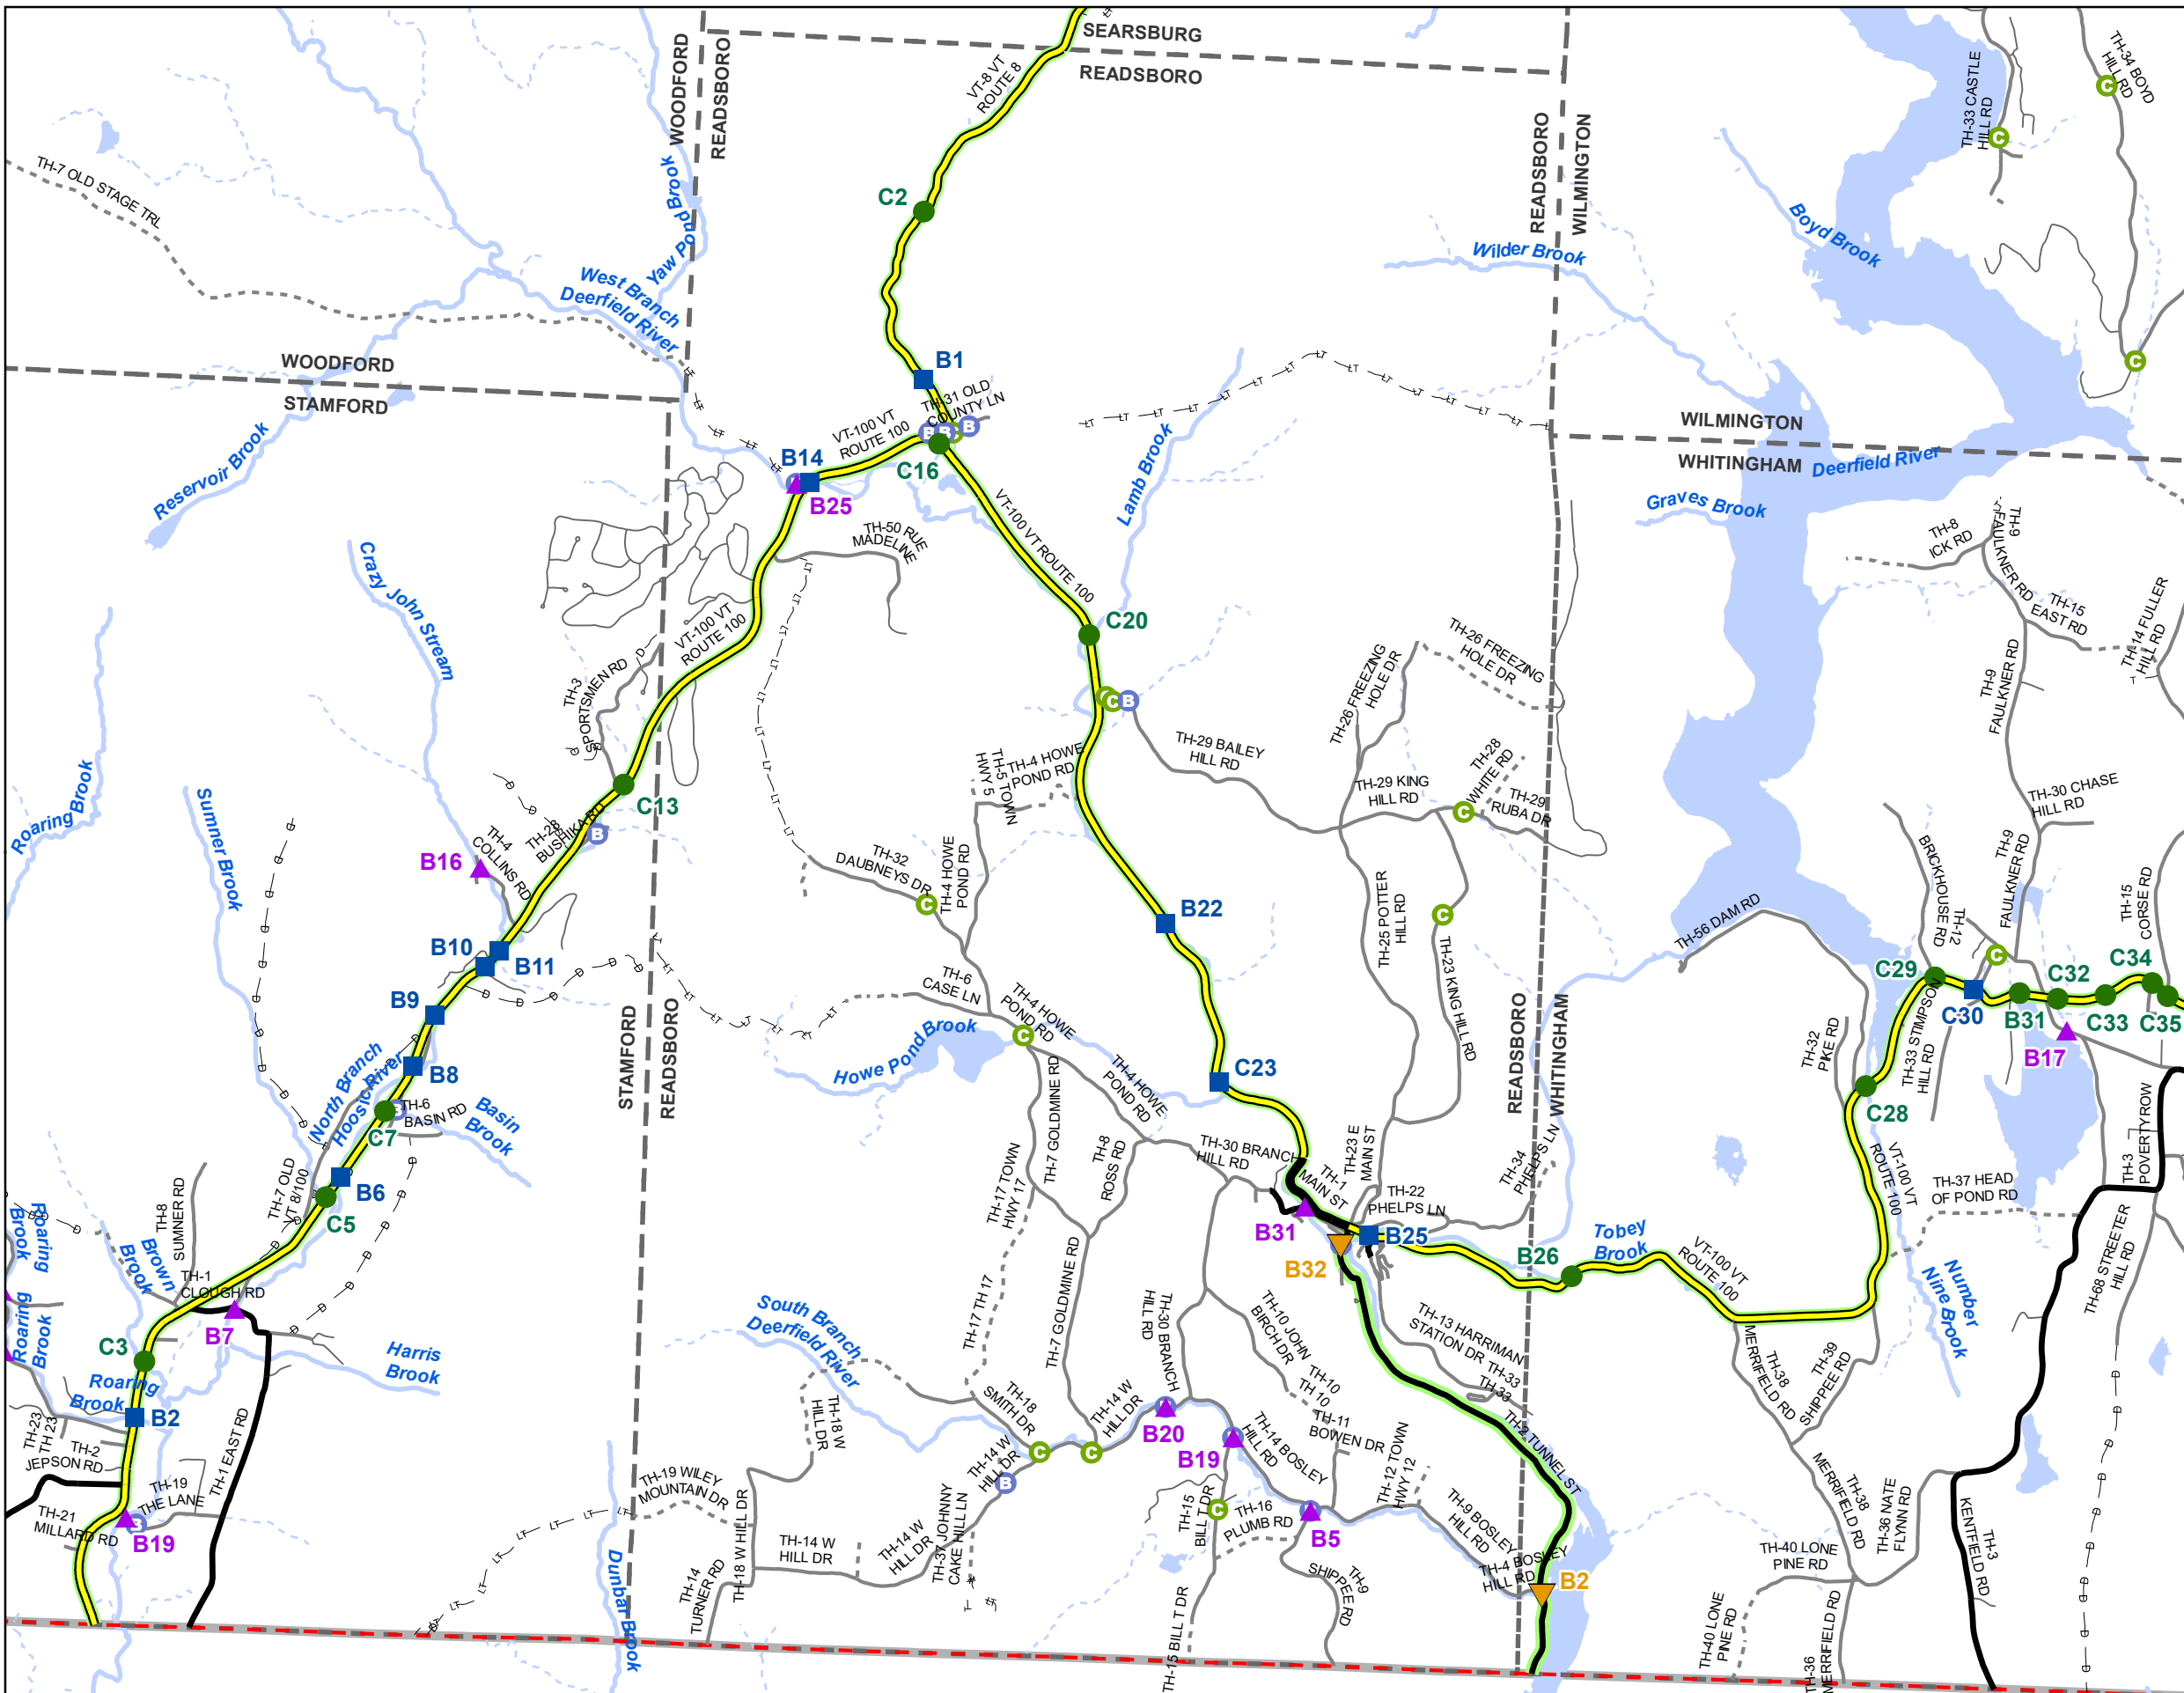 SEARSBURG
READSBORO
WOODFORD
READSBORO
VT-8 VT
ROUTE 8
TH-34 BOYD
HILL RD
TH-33 CASTLE
HILL RD
READSBORO
WILMINGTON
TH-7 OLD STAGE TRL
Yaw Pond Brook
C2
Boyd Brook
Wilder Brook
West Branch
Deerfield River
WOODFORD
STAMFORD
B1
TH-31 OLD
COUNTY LN
VT-100 VT
ROUTE 100
C16
B14
B25
Reservoir Brook
Lamb Brook
WILMINGTON
WHITINGHAM
Deerfield River
Graves Brook
TH-8
ICK RD
TH-9
FAULKNER RD
TH-15
EAST RD
TH-14 FULLER
HILL RD
TH-50 RUE
MADELINE
VT-100 VT ROUTE 100
Crazy John Stream
C20
VT-100 VT
ROUTE 100
TH-3
SPORTSMEN RD
TH-26 FREEZING
HOLE DR
TH-26 FREEZING
HOLE DR
TH-9
FAULKNER RD
TH-29 BAILEY
HILL RD
TH-4 HOWE
POND RD
TH-5 TOWN
HWY 5
TH-28
WHITE RD
TH-29 KING
HILL RD
TH-29
RUBA DR
TH-30 CHASE
HILL RD
Roaring Brook
Sumner Brook
C13
TH-28
BUSHIKA RD
TH-4
COLLINS RD
B16
TH-32
DAUBNEYS DR
TH-4 HOWE
POND RD
TH-25 POTTER
HILL RD
TH-9
FAULKNER RD
BRICKHOUSE RD
TH-12
TH-15
CORSE RD
B22
TH-56 DAM RD
B10
B11
TH-23 KING HILL RD
C29
C30
B31
C32
C33
C34
C35
B17
B9
TH-6
CASE LN
TH-4 HOWE
POND RD
STAMFORD
READSBORO
READSBORO
WHITINGHAM
Howe Pond Brook
C23
TH-33 STIMPSON
HILL RD
TH-32
PIKE RD
C28
B8
North Branch
Hoosic River
TH-6
BASIN RD
Basin
Brook
C7
TH-4 HOWE
POND RD
TH-7 GOLDMINE RD
TH-8
ROSS RD
TH-30 BRANCH
HILL RD
TH-1
MAIN ST
TH-23 E
MAIN ST
TH-34
PHELPS LN
TH-22
PHELPS LN
VT-100 VT
ROUTE 100
TH-37 HEAD
OF POND RD
TH-3
POVERTY ROW
TH-7 OLD
VT 8/100
B6
C5
TH-8
SUMNER RD
Roaring
Brook
Brown
Brook
TH-17 TOWN
HWY 17
B31
B25
B32
B26
Tobey
Brook
VT-100 VT
ROUTE 100
Number
Nine Brook
TH-68 STREETER
HILL RD
TH-1
CLOUGH RD
B7
C3
Roaring
Brook
Harris
Brook
Roaring
Brook
B2
South Branch
Deerfield River
TH-17 TH 17
TH-7 GOLDMINE RD
TH-30 BRANCH
HILL RD
TH-10 JOHN
BIRCH DR
TH-10
TH 10
TH-13 HARRIMAN
STATION DR
TH-33
TH-33
TH-38
MERRIFIELD RD
TH-39
SHIPPEE RD
TH-23
TH 23
TH-2
JEPSON RD
TH-18 W
HILL DR
TH-18
SMITH DR
TH-14 W
HILL DR
B20
B19
TH-14 BOSLEY
HILL RD
TH-11
BOWEN DR
TH-12 TOWN
HWY 12
TH-2 TUNNEL ST
TH-1 EAST RD
TH-19
THE LANE
TH-21
MILLARD RD
B19
TH-19 WILEY
MOUNTAIN DR
TH-14 W
HILL DR
TH-15
BILL T DR
TH-16
PLUMB RD
B5
TH-9 BOSLEY
HILL RD
TH-38
MERRIFIELD RD
TH-36 NATE
FLYNN RD
TH-3
KENTFIELD RD
TH-14 W
HILL DR
TH-14 W
HILL DR
TH-37 JOHNNY
CAKE HILL LN
TH-18 W HILL DR
TH-14
TURNER RD
Dunbar Brook
TH-15 BILL T DR
TH-9
SHIPPEE RD
TH-4 BOSLEY
HILL RD
B2
TH-40 LONE
PINE RD
TH-40 LONE
PINE RD
TH-36
MERRIFIELD RD